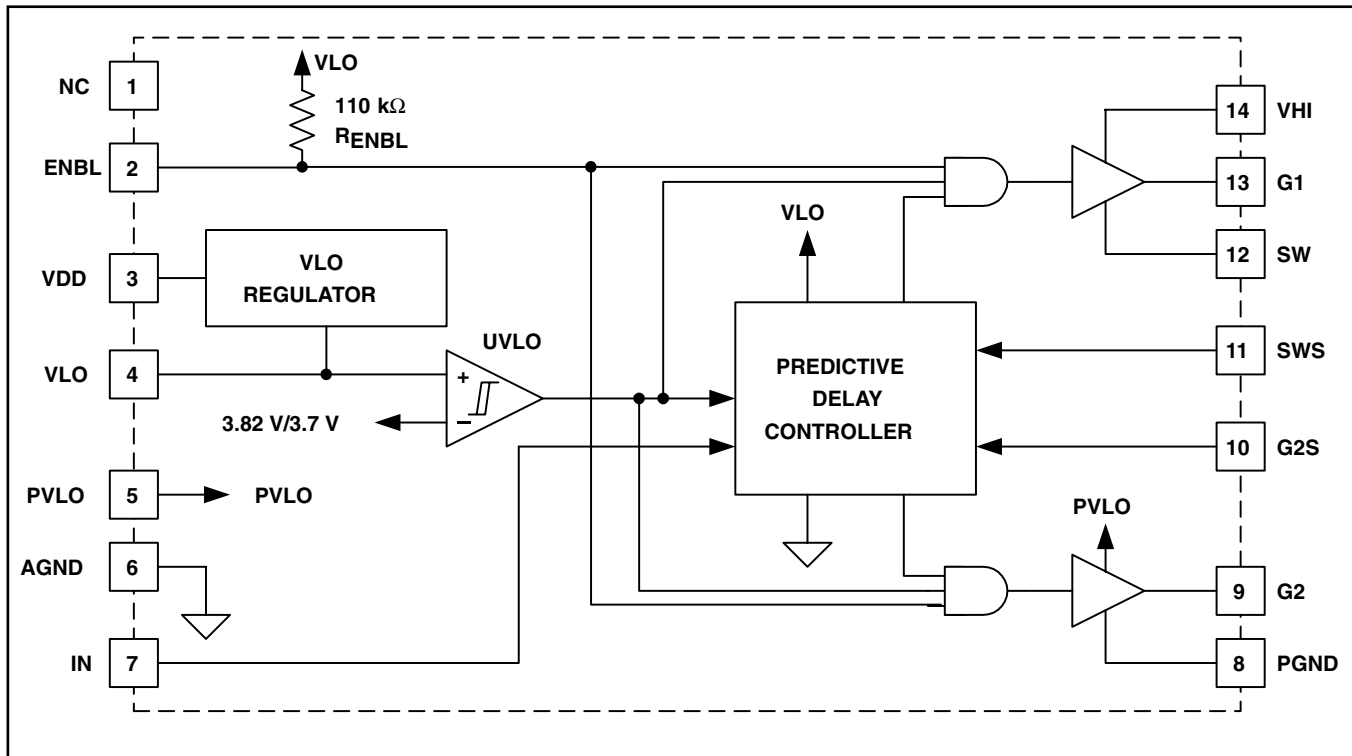 NC 1
VLO
110 kΩ
RENBL
ENBL 2
VDD 3
VLO
REGULATOR
VLO 4
UVLO
+
−
3.82 V/3.7 V
PVLO 5 PVLO
AGND 6
IN 7
VLO
PREDICTIVE
DELAY
CONTROLLER
14 VHI
13 G1
12 SW
11 SWS
10 G2S
PVLO
9 G2
8 PGND